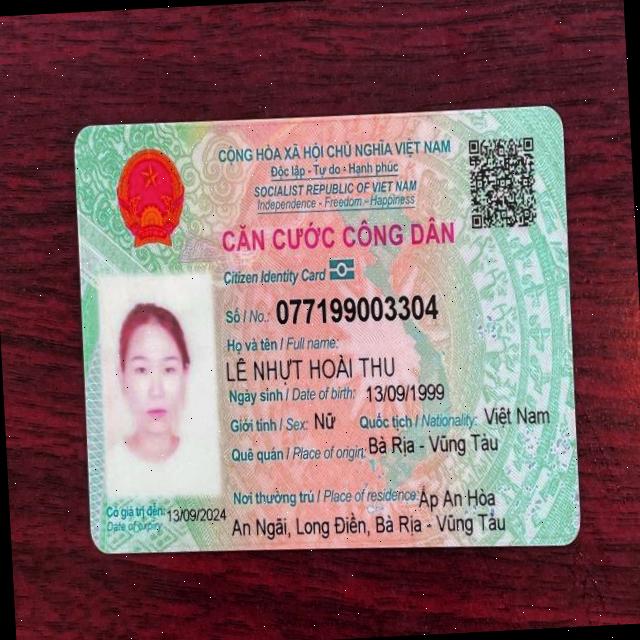 CỘNG HÒA XÃ HỘI CHỦ NGHĨA VIỆT NAM
Độc lập - Tự do - Hạnh phúc
SOCIALIST REPUBLIC OF VIET NAM
Independence - Freedom - Happiness
CĂN CƯỚC CÔNG DÂN
Citizen Identity Card
Số / No.: 077199003304
Họ và tên / Full name:
LÊ NHỰT HOÀI THU
Ngày sinh / Date of birth: 13/09/1999
Giới tính / Sex: Nữ Quốc tịch / Nationality: Việt Nam
Quê quán / Place of origin: Bà Rịa - Vũng Tàu
Nơi thường trú / Place of residence: Ấp An Hòa
An Ngãi, Long Điền, Bà Rịa - Vũng Tàu
Có giá trị đến: 13/09/2024
Date of expiry